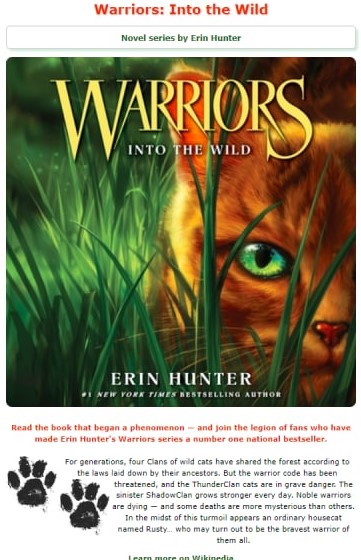 Warriors: Into the Wild
Novel series by Erin Hunter
WARRIORS
INTO THE WILD
ERIN HUNTER
#1 NEW YORK TIMES BESTSELLING AUTHOR
Read the book that began a phenomenon — and join the legion of fans who have
made Erin Hunter's Warriors series a number one national bestseller.
For generations, four Clans of wild cats have shared the forest according to
the laws laid down by their ancestors. But the warrior code has been
threatened, and the ThunderClan cats are in grave danger. The
sinister ShadowClan grows stronger every day. Noble warriors
are dying — and some deaths are more mysterious than others.
In the midst of this turmoil appears an ordinary housecat
named Rusty… who may turn out to be the bravest warrior of
them all.
Learn more on Wikipedia